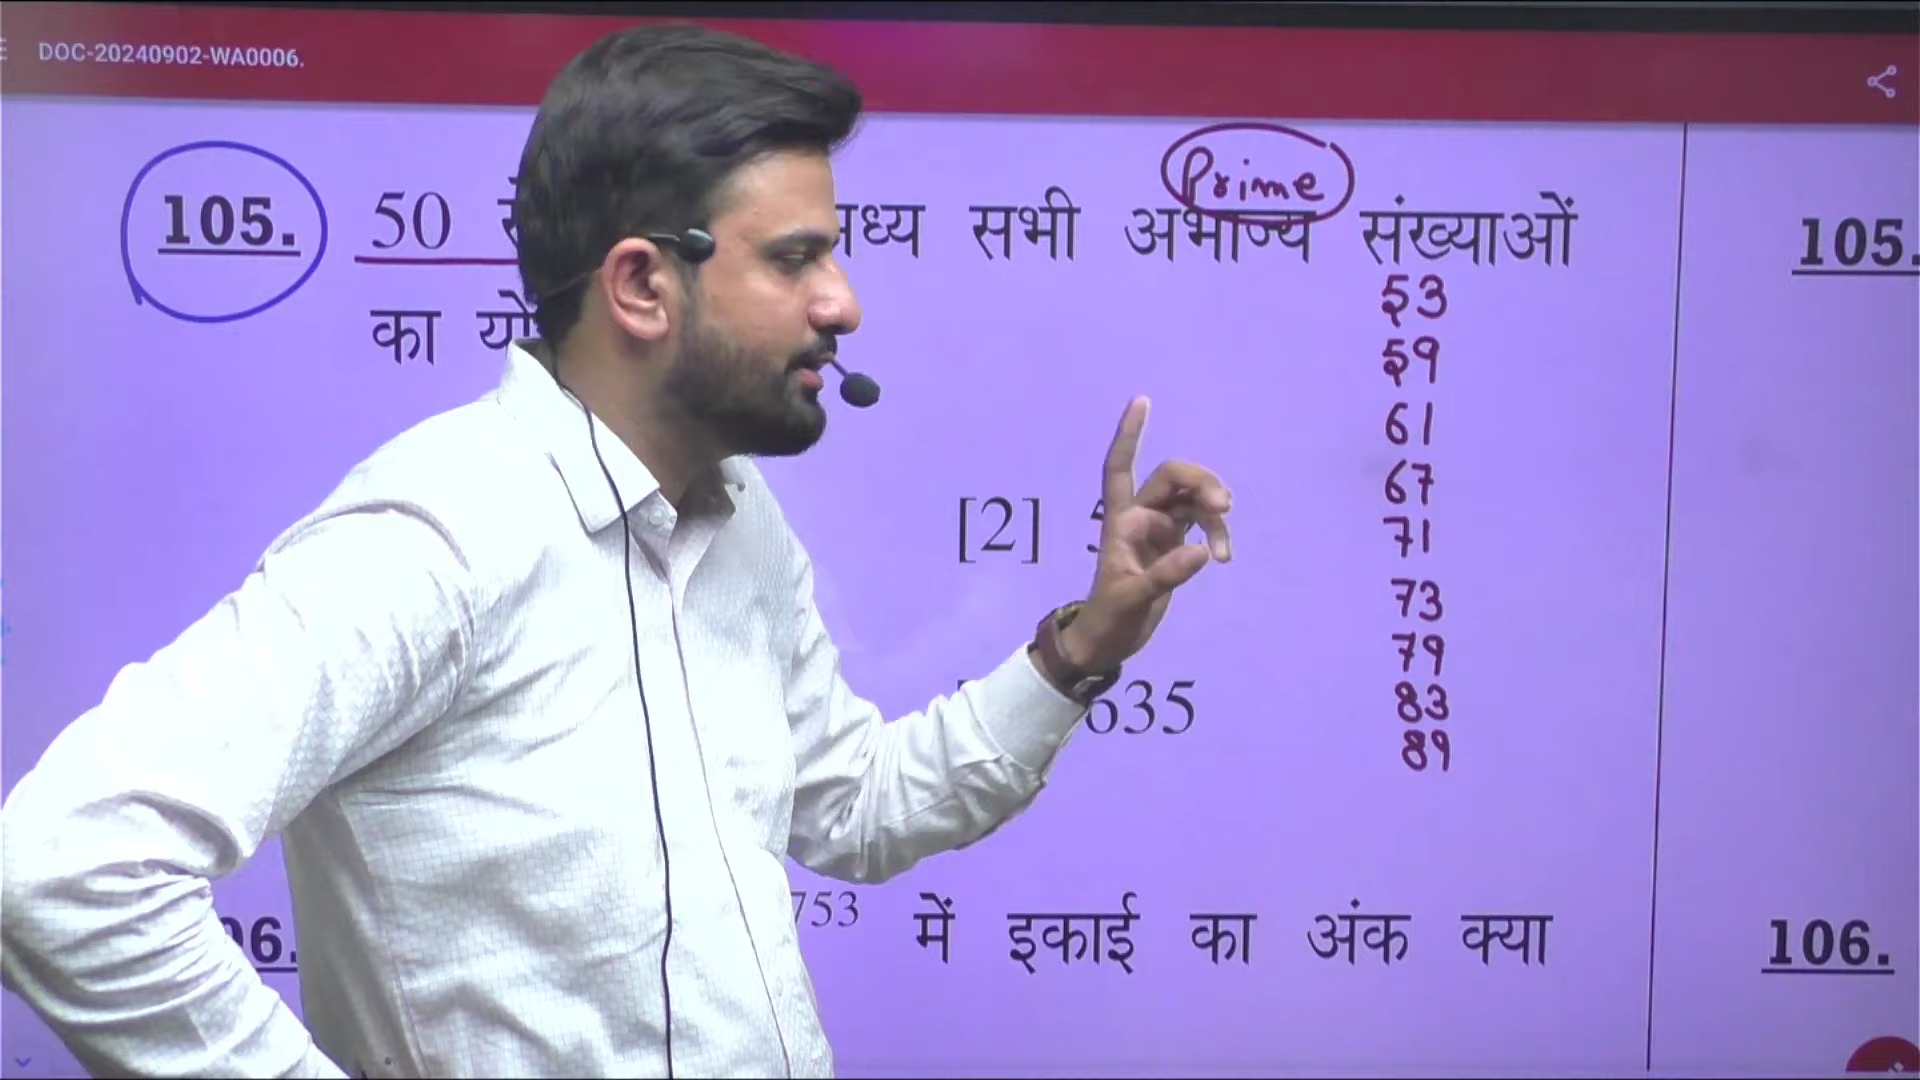 DOC-20240902-WA0006.
Prime
105. 50 सभी अभाज्य संख्याओं
का
53
59
61
67
[2]
71
73
79
635
83
89
753 में इकाई का अंक क्या
105.
106.